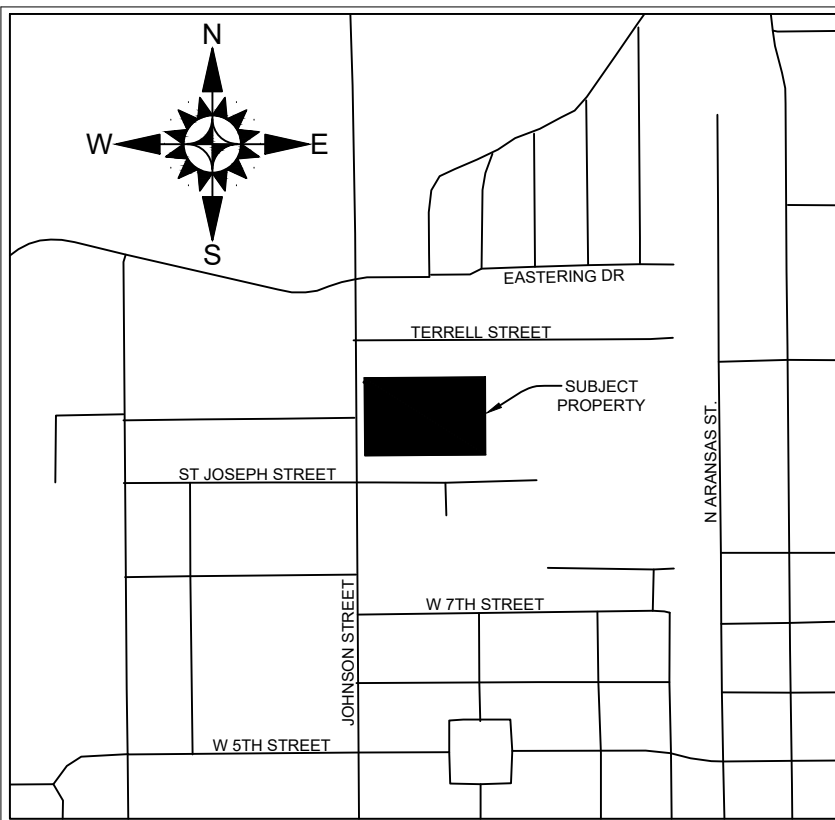 N
W
E
S
EASTERING DR
TERRELL STREET
SUBJECT
PROPERTY
N ARANSAS ST.
ST JOSEPH STREET
JOHNSON STREET
W 7TH STREET
W 5TH STREET